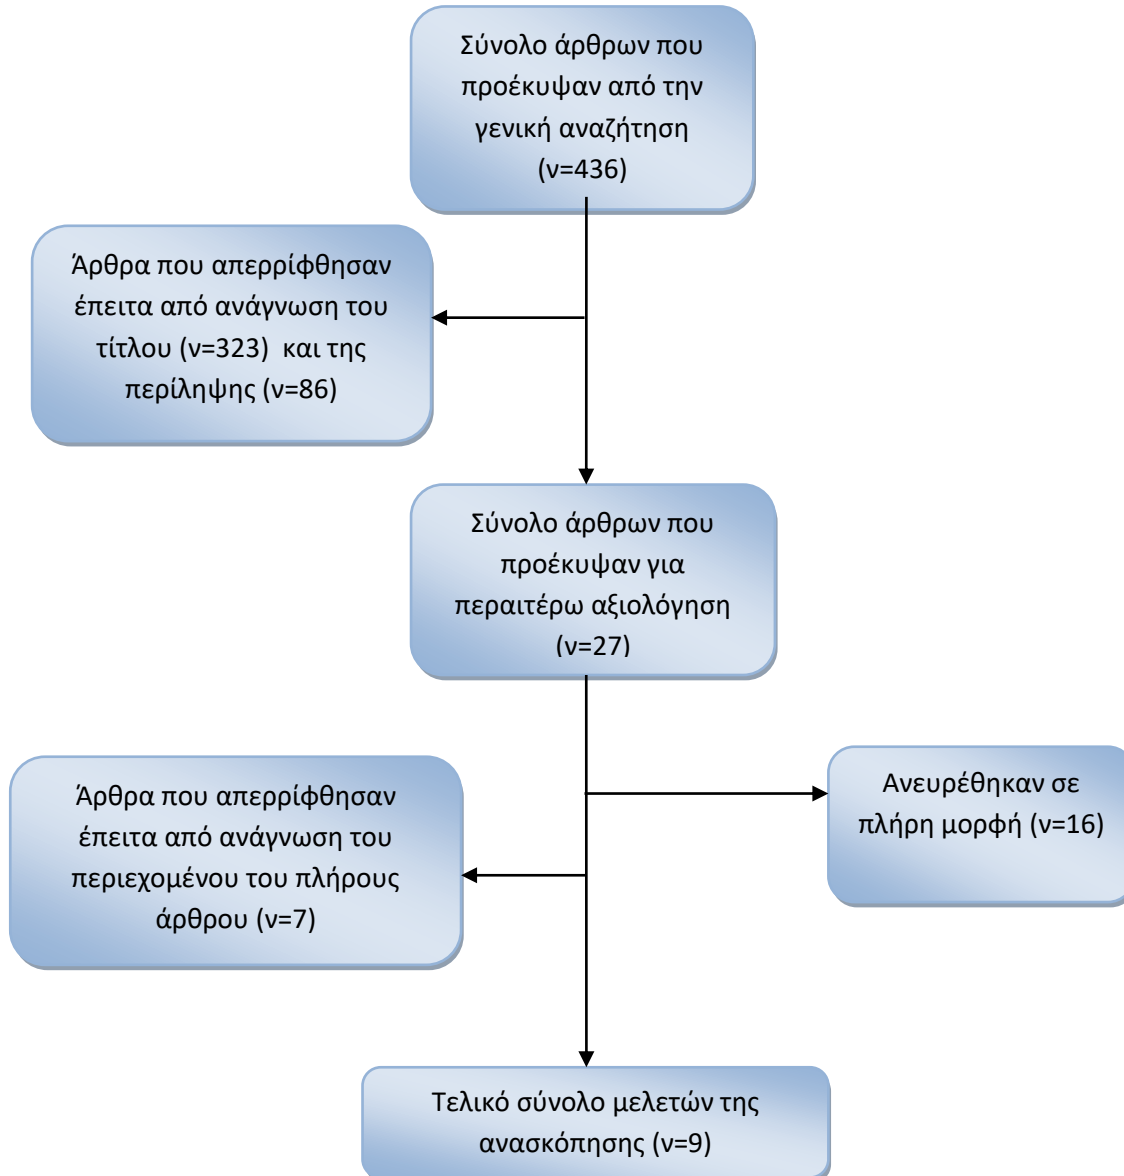 Σύνολο άρθρων που
προέκυψαν από την
γενική αναζήτηση
(ν=436)
Άρθρα που απερρίφθησαν
έπειτα από ανάγνωση του
τίτλου (ν=323) και της
περίληψης (ν=86)
Σύνολο άρθρων που
προέκυψαν για
περαιτέρω αξιολόγηση
(ν=27)
Ανευρέθηκαν σε
πλήρη μορφή (ν=16)
Άρθρα που απερρίφθησαν
έπειτα από ανάγνωση του
περιεχομένου του πλήρους
άρθρου (ν=7)
Τελικό σύνολο μελετών της
ανασκόπησης (ν=9)